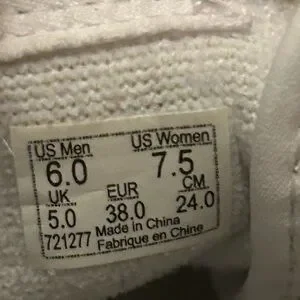 US Men US Women
6.0 7.5
UK EUR CM
5.0 38.0 24.0
721277 Made in China
Fabrique en Chine